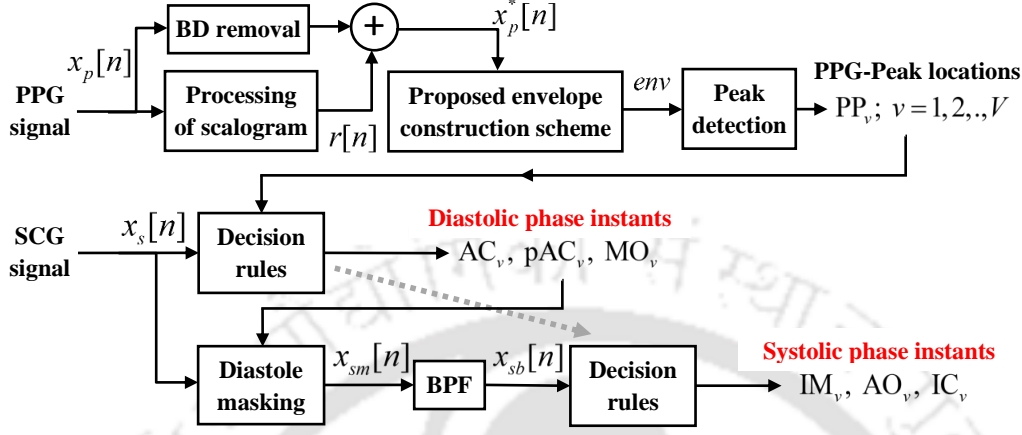 BD removal
+
x_p^*[n]
x_p[n]
PPG
signal
Processing
of scalogram
r[n]
Proposed envelope
construction scheme
env
Peak
detection
PPG-Peak locations
PP_v; v = 1, 2,., V
SCG
signal
x_s[n]
Decision
rules
Diastolic phase instants
AC_v, pAC_v, MO_v
Diastole
masking
x_sm[n]
BPF
x_sb[n]
Decision
rules
Systolic phase instants
IM_v, AO_v, IC_v